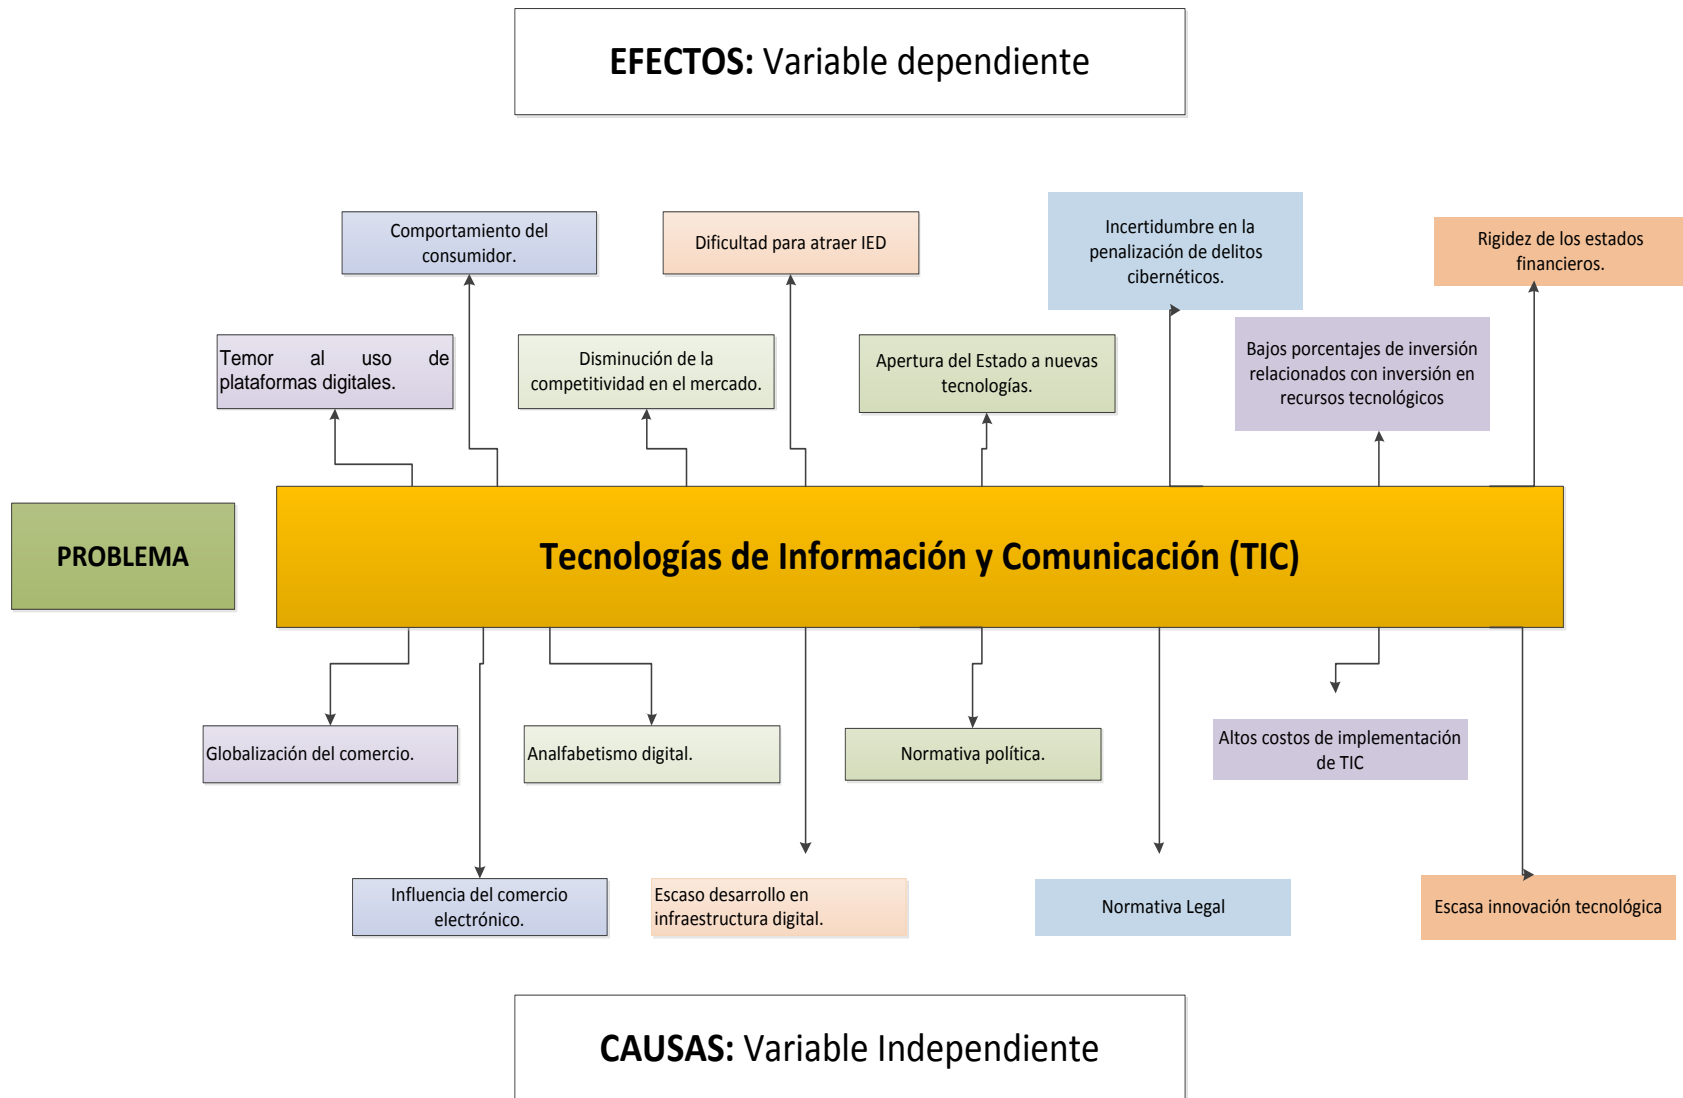 EFECTOS: Variable dependiente
Comportamiento del
consumidor.
Dificultad para atraer IED
Incertidumbre en la
penalización de delitos
cibernéticos.
Rigidez de los estados
financieros.
Temor al uso de
plataformas digitales.
Disminución de la
competitividad en el mercado.
Apertura del Estado a nuevas
tecnologías.
Bajos porcentajes de inversión
relacionados con inversión en
recursos tecnológicos
PROBLEMA
Tecnologías de Información y Comunicación (TIC)
Globalización del comercio.
Analfabetismo digital.
Normativa política.
Altos costos de implementación
de TIC
Influencia del comercio
electrónico.
Escaso desarrollo en
infraestructura digital.
Normativa Legal
Escasa innovación tecnológica
CAUSAS: Variable Independiente